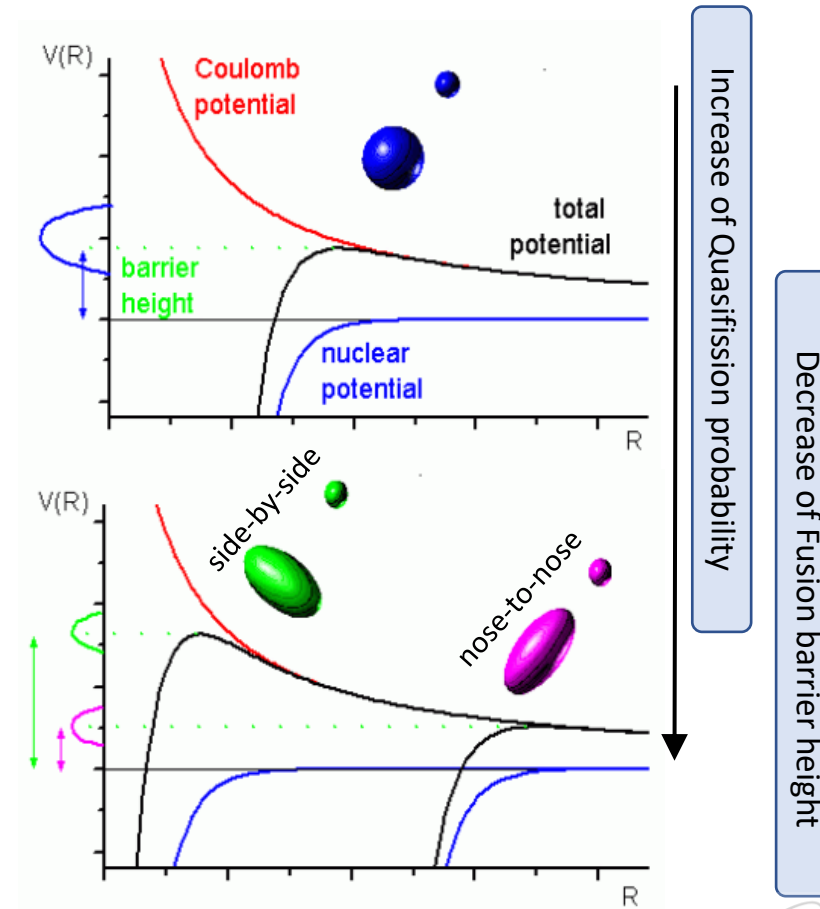 V(R)
Coulomb
potential
total
potential
barrier
height
nuclear
potential
R
V(R)
side-by-side
nose-to-nose
R
Increase of Quasifission probability
Decrease of Fusion barrier height